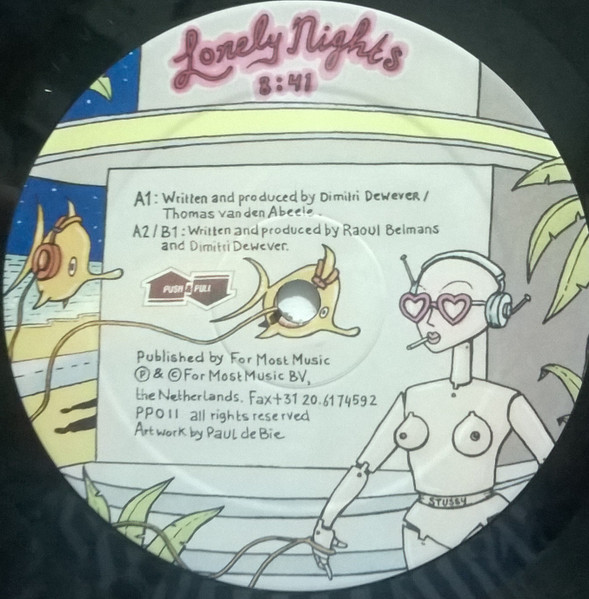 Lonely Nights
8:41
A1: Written and produced by Dimitri Dewever /
Thomas van den Abeele.
A2/B1: Written and produced by Raoul Belmans
and Dimitri Dewever.
PUSH & PULL
Published by For Most Music
Ⓟ & © For Most Music BV,
the Netherlands. Fax+31 20.6174592
PP011 all rights reserved
Artwork by Paul de Bie
STUSSY